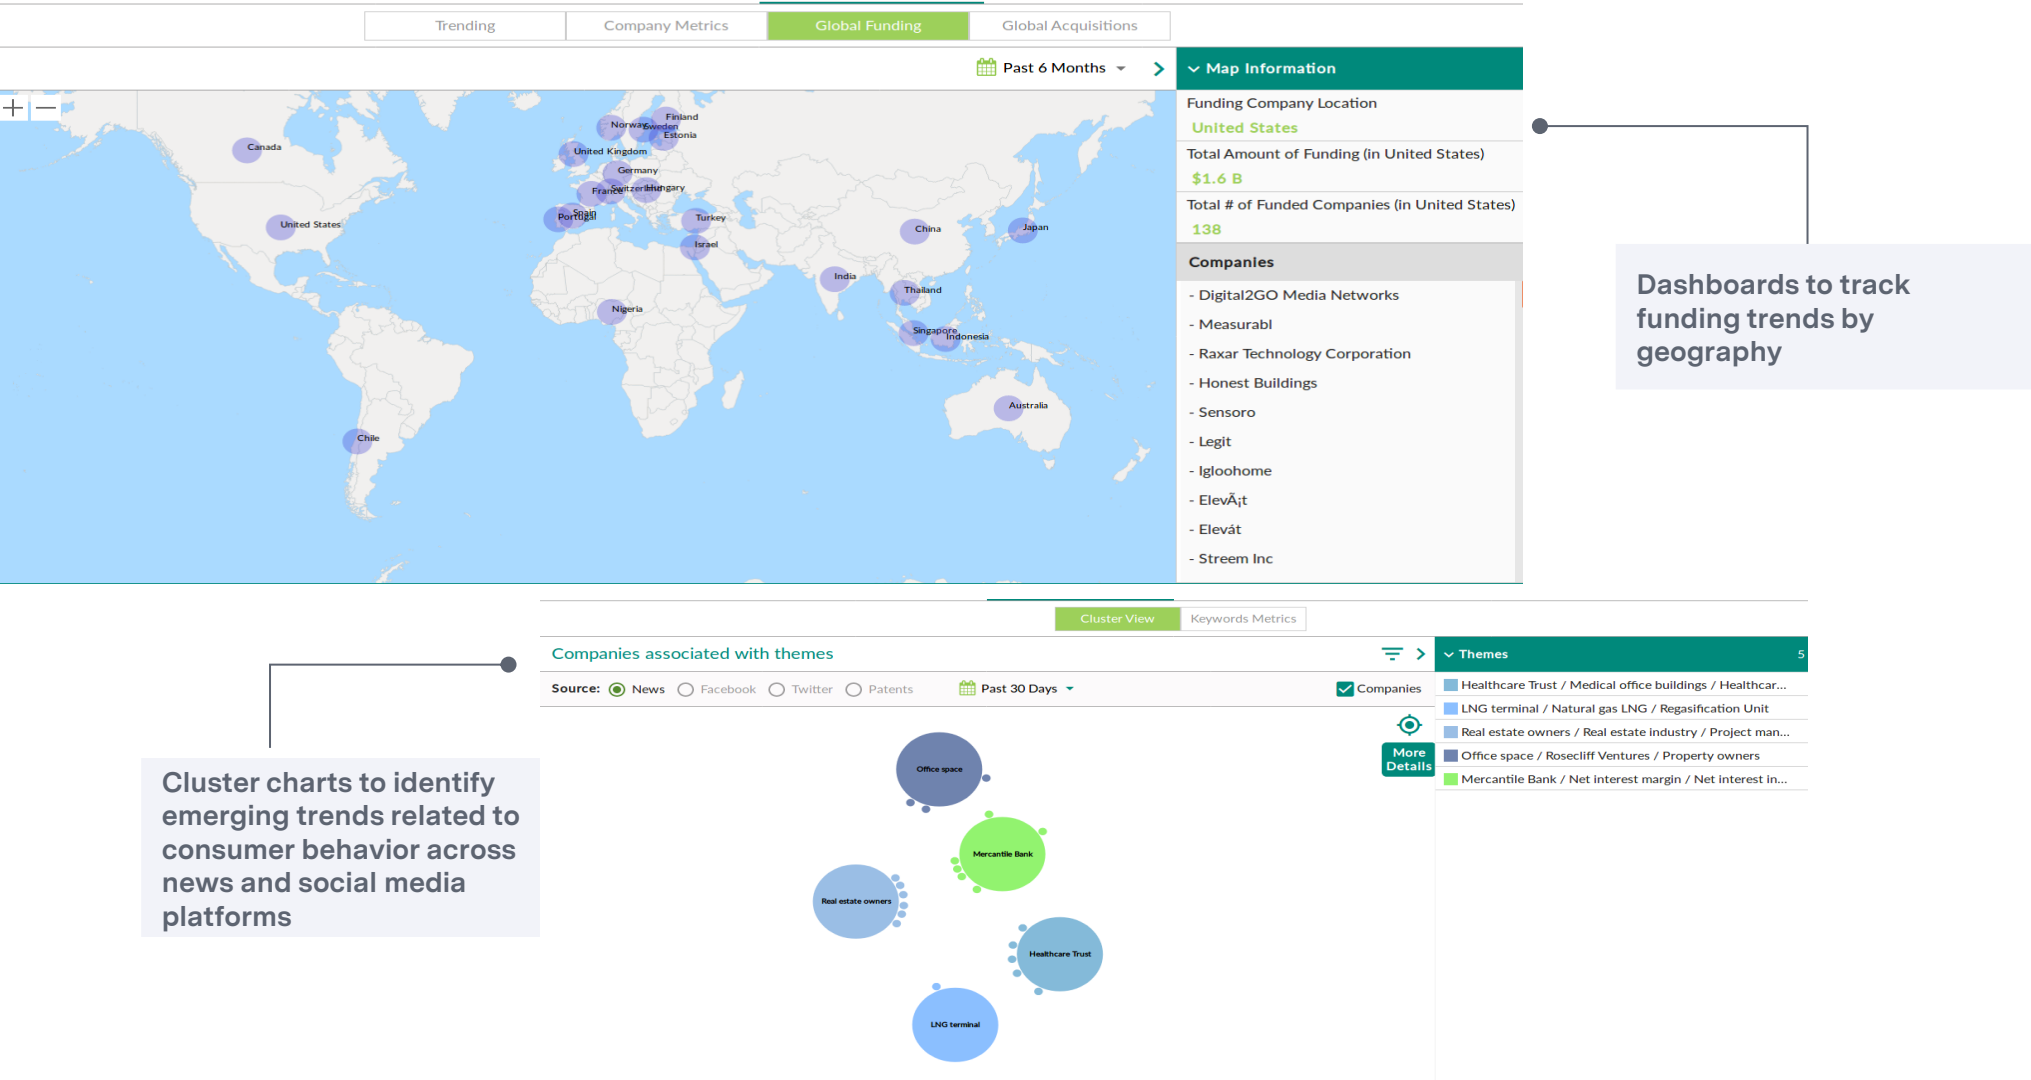 Trending
Company Metrics
Global Funding
Global Acquisitions
Past 6 Months
Map Information
+
—
Funding Company Location
United States
Total Amount of Funding (in United States)
$1.6 B
Total # of Funded Companies (in United States)
138
Companies
- Digital2GO Media Networks
- Measurabl
- Raxar Technology Corporation
- Honest Buildings
- Sensoro
- Legit
- Igloohome
- ElevÃ¡t
- Elevát
- Streem Inc
Finland
Norway
Sweden
Estonia
Canada
United Kingdom
Germany
France
Switzerland
Hungary
Spain
Portugal
Turkey
United States
China
Japan
Israel
India
Thailand
Nigeria
Singapore
Indonesia
Australia
Chile
Dashboards to track
funding trends by
geography
Cluster View
Keywords Metrics
Companies associated with themes
Source:
News
Facebook
Twitter
Patents
Past 30 Days
Companies
More
Details
Themes
5
Healthcare Trust / Medical office buildings / Healthcar...
LNG terminal / Natural gas LNG / Regasification Unit
Real estate owners / Real estate industry / Project man...
Office space / Rosecliff Ventures / Property owners
Mercantile Bank / Net interest margin / Net interest in...
Office space
Mercantile Bank
Real estate owners
Healthcare Trust
LNG terminal
Cluster charts to identify
emerging trends related to
consumer behavior across
news and social media
platforms